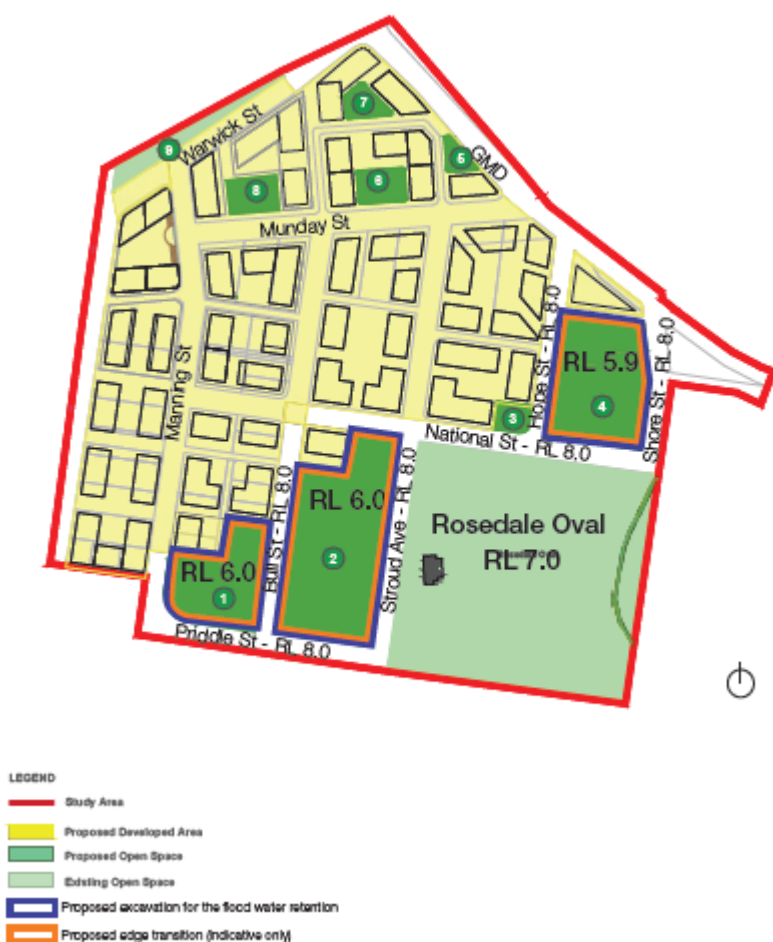 7
Warwick St
9
5
GMD
8
6
Munday St
Hope St - RL 8.0
RL 5.9
4
Shore St - RL 8.0
Manning St
3
National St - RL 8.0
RL 6.0
Bull St - RL 8.0
2
Stroud Ave - RL 8.0
Rosedale Oval
RL 7.0
RL 6.0
1
Priddle St - RL 8.0
LEGEND
Study Area
Proposed Developed Area
Proposed Open Space
Existing Open Space
Proposed excavation for the flood water retention
Proposed edge transition (indicative only)